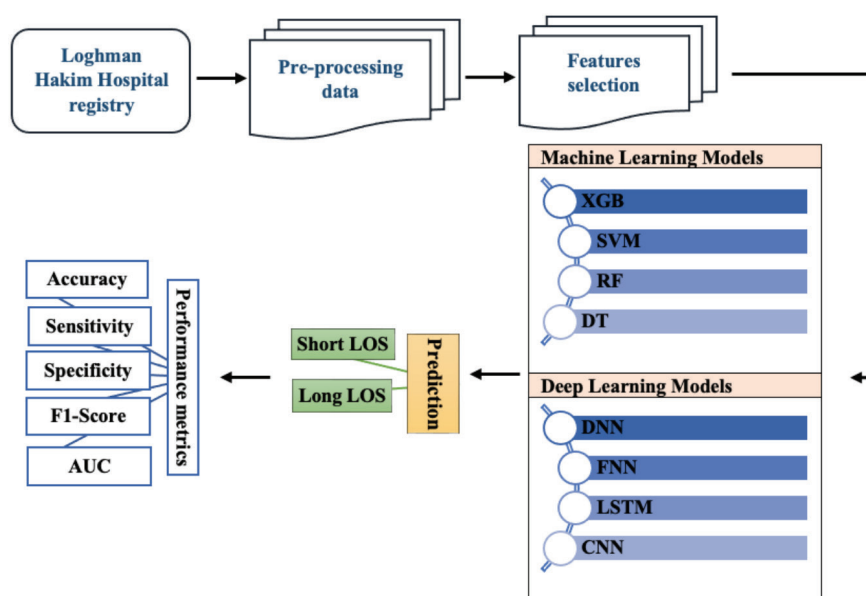 Loghman
Hakim Hospital
registry
Pre-processing
data
Features
selection
Machine Learning Models
XGB
SVM
RF
DT
Deep Learning Models
DNN
FNN
LSTM
CNN
Prediction
Short LOS
Long LOS
Performance metrics
Accuracy
Sensitivity
Specificity
F1-Score
AUC